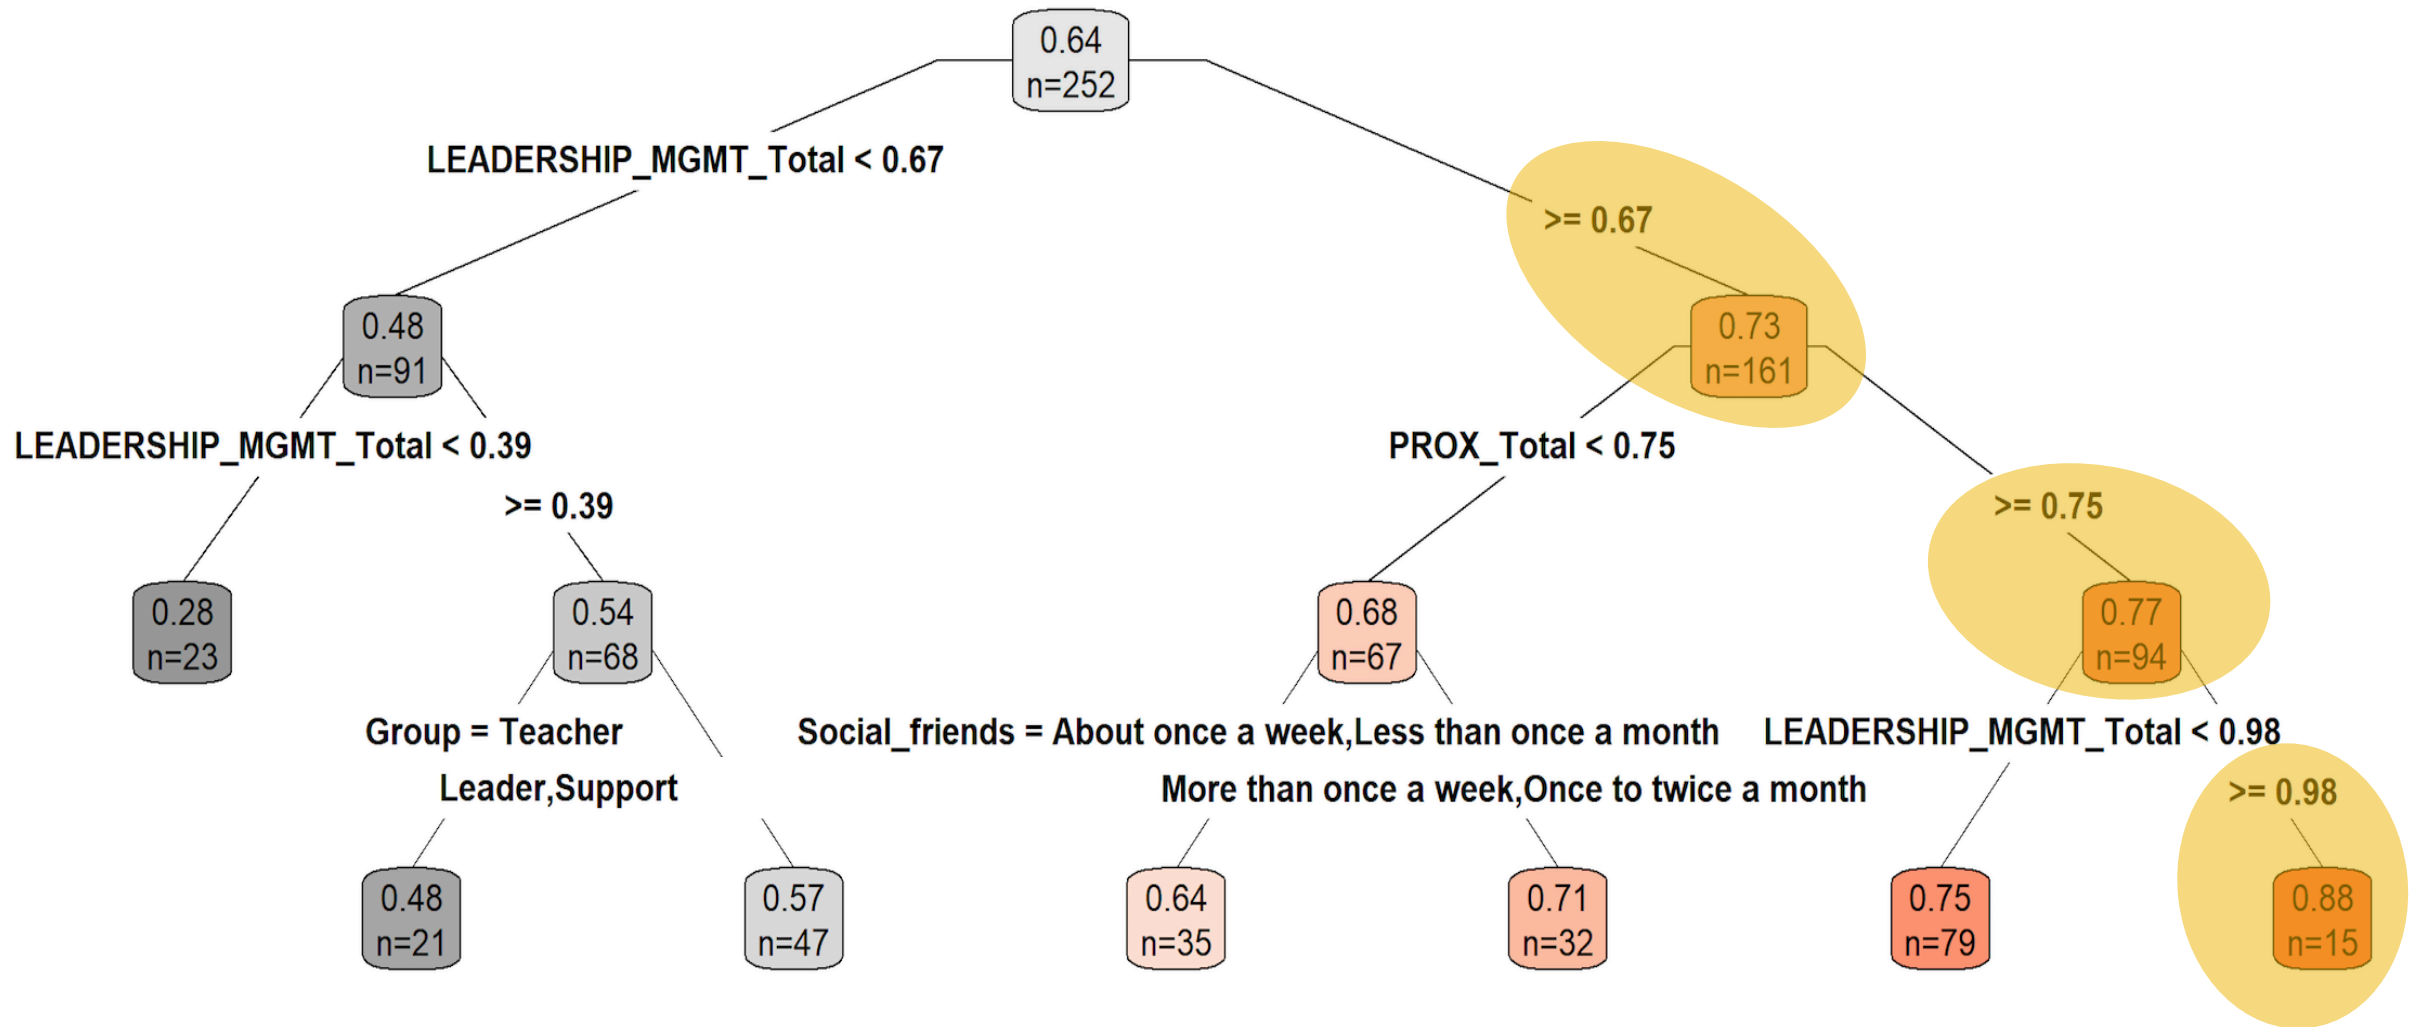 0.64
n=252
LEADERSHIP_MGMT_Total < 0.67
>= 0.67
0.48
n=91
0.73
n=161
LEADERSHIP_MGMT_Total < 0.39
PROX_Total < 0.75
>= 0.39
>= 0.75
0.28
n=23
0.54
n=68
0.68
n=67
0.77
n=94
Group = Teacher
Social_friends = About once a week,Less than once a month
LEADERSHIP_MGMT_Total < 0.98
Leader,Support
More than once a week,Once to twice a month
>= 0.98
0.48
n=21
0.57
n=47
0.64
n=35
0.71
n=32
0.75
n=79
0.88
n=15